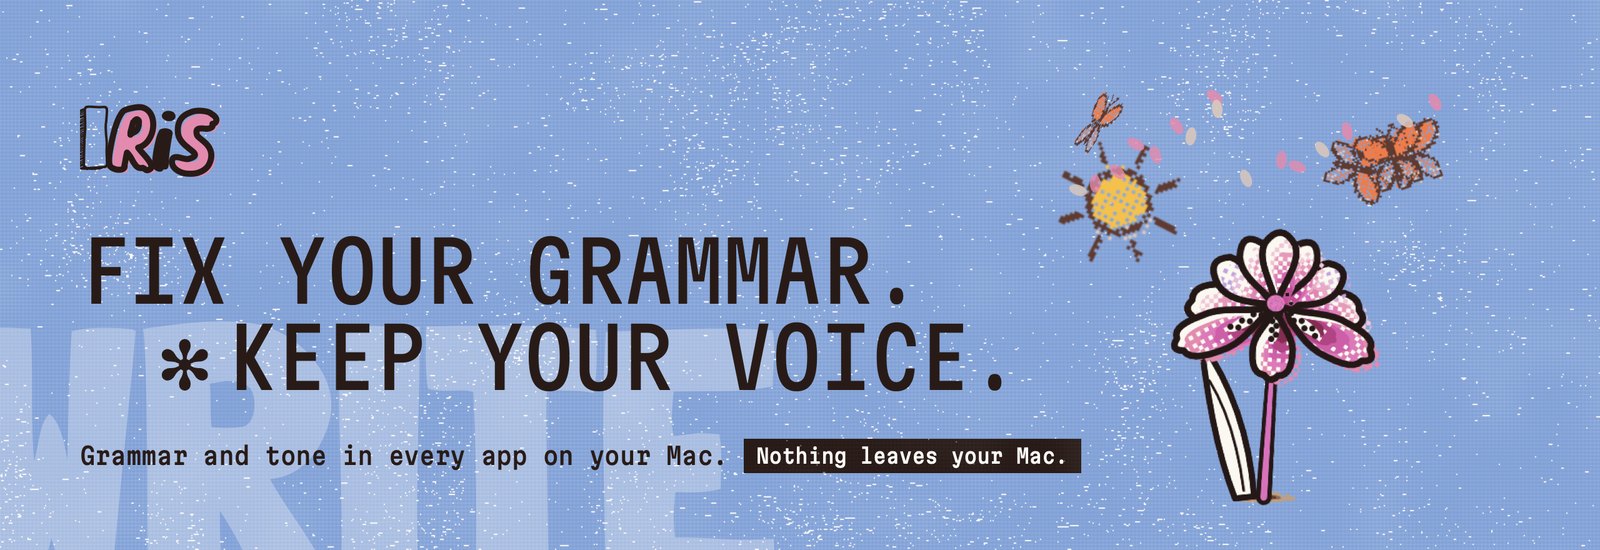 IRiS
FIX YOUR GRAMMAR.
*KEEP YOUR VOICE.
WRITE
Grammar and tone in every app on your Mac. Nothing leaves your Mac.